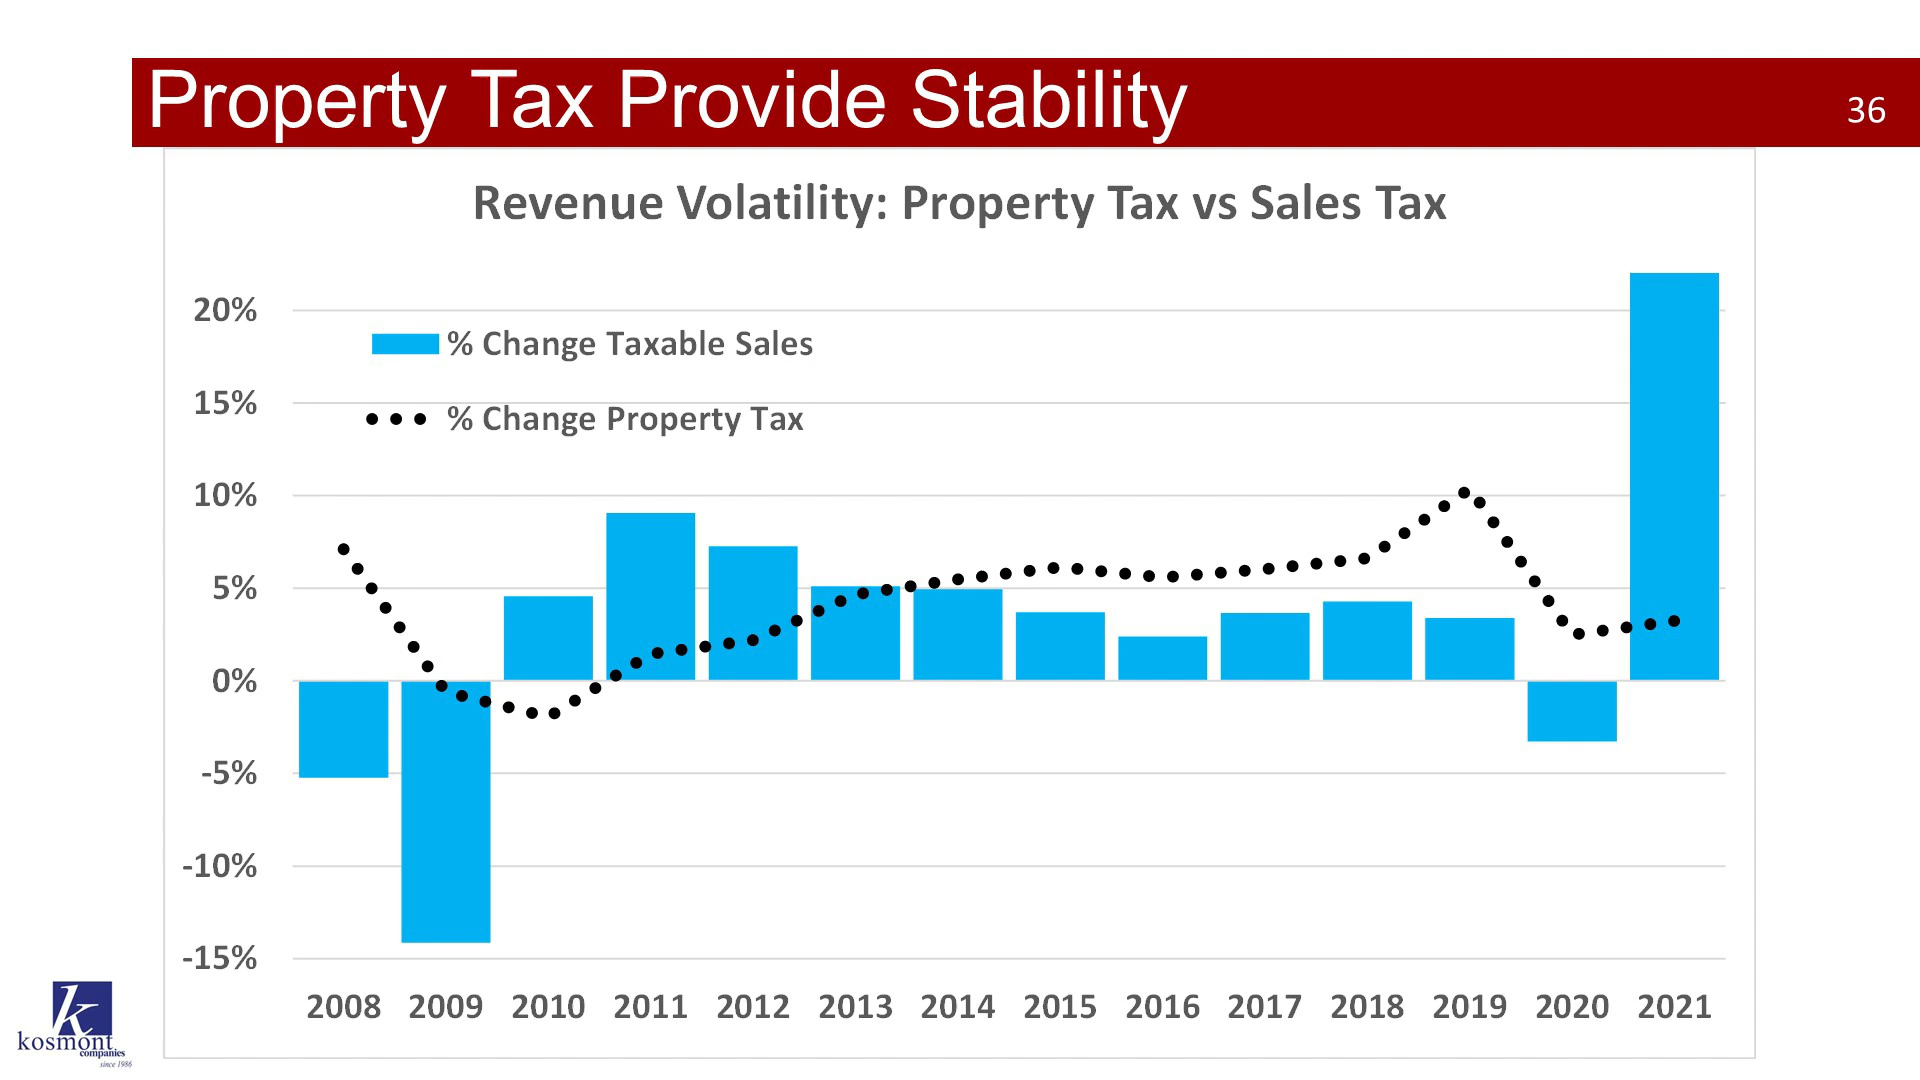 Property Tax Provide Stability
36
Revenue Volatility: Property Tax vs Sales Tax
20%
15%
10%
5%
0%
-5%
-10%
-15%
% Change Taxable Sales
% Change Property Tax
2008 2009 2010 2011 2012 2013 2014 2015 2016 2017 2018 2019 2020 2021
k
kosmont
companies
since 1986